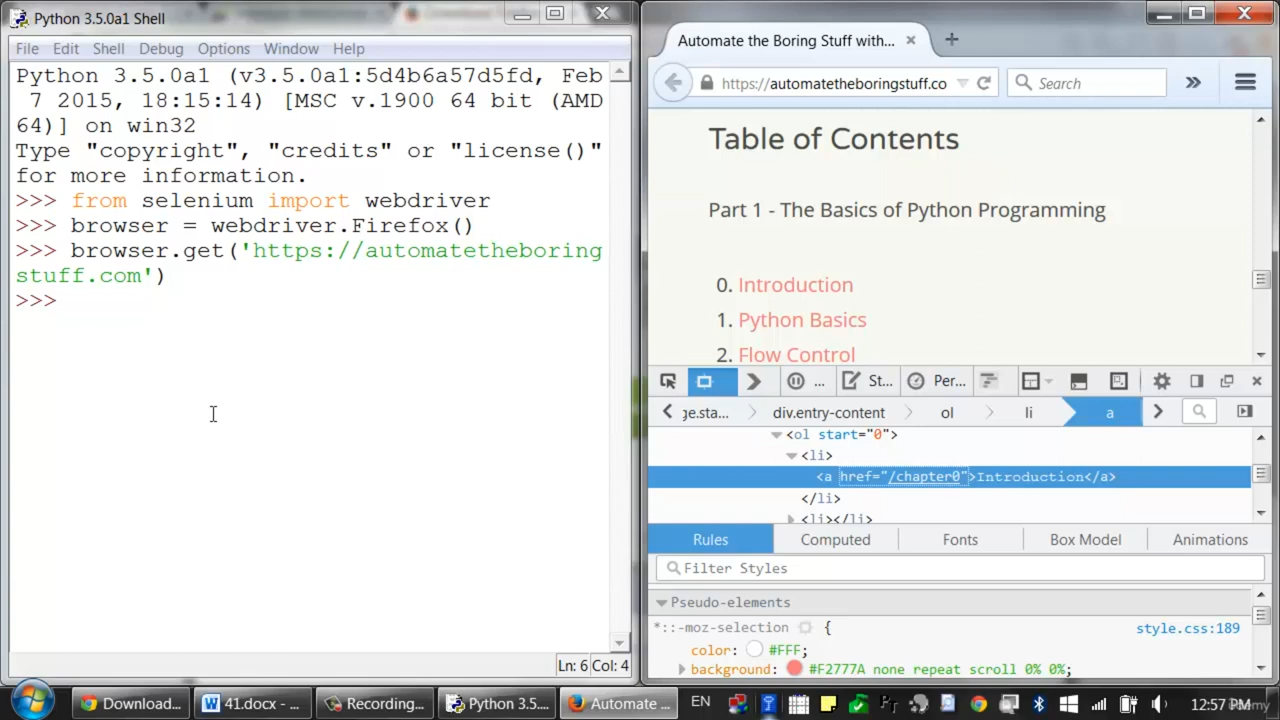 Python 3.5.0a1 Shell
File Edit Shell Debug Options Window Help
Python 3.5.0a1 (v3.5.0a1:5d4b6a57d5fd, Feb
7 2015, 18:15:14) [MSC v.1900 64 bit (AMD
64)] on win32
Type "copyright", "credits" or "license()"
for more information.
>>> from selenium import webdriver
>>> browser = webdriver.Firefox()
>>> browser.get('https://automatetheboring
stuff.com')
>>>
Ln: 6 Col: 4
Automate the Boring Stuff with...
https://automatetheboringstuff.co
Search
Table of Contents
Part 1 - The Basics of Python Programming
0. Introduction
1. Python Basics
2. Flow Control
... St... Per...
ge.sta... div.entry-content ol li a
<ol start="0">
<li>
<a href="/chapter0">Introduction</a>
</li>
<li></li>
Rules Computed Fonts Box Model Animations
Filter Styles
Pseudo-elements
*::-moz-selection {
style.css:189
color: #FFF;
background: #F2777A none repeat scroll 0% 0%;
Download... 41.docx - ... Recording... Python 3.5.... Automate ... EN 12:57 PM